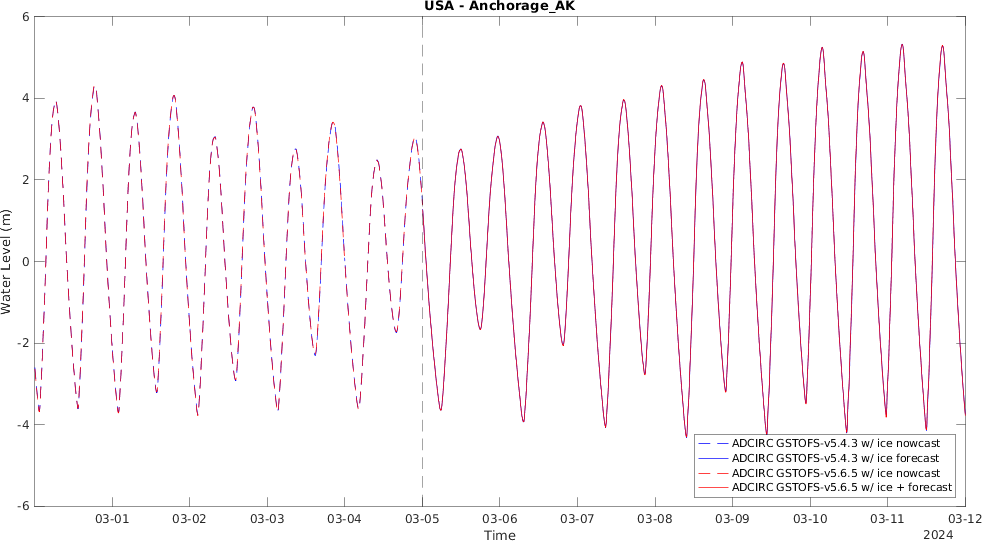 USA - Anchorage_AK
6
4
2
0
-2
-4
-6
Water Level (m)
ADCIRC GSTOFS-v5.4.3 w/ ice nowcast
ADCIRC GSTOFS-v5.4.3 w/ ice forecast
ADCIRC GSTOFS-v5.6.5 w/ ice nowcast
ADCIRC GSTOFS-v5.6.5 w/ ice + forecast
03-01 03-02 03-03 03-04 03-05 03-06 03-07 03-08 03-09 03-10 03-11 03-12
Time
2024